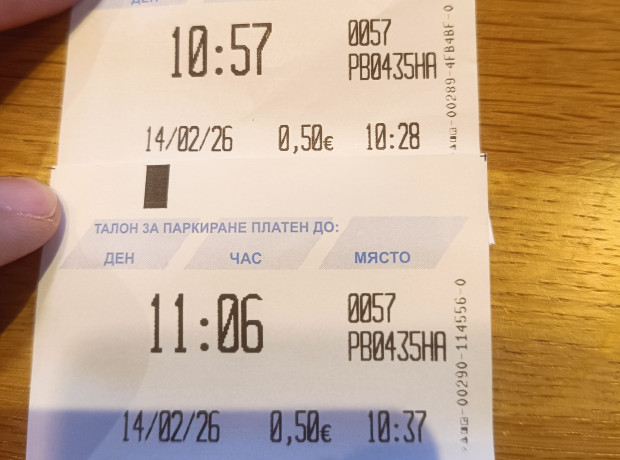 ДЕН
10:57
0057
PB0435HA
14/02/26 0,50€ 10:28
00289-4FB4BF-0
ТАЛОН ЗА ПАРКИРАНЕ ПЛАТЕН ДО:
ДЕН ЧАС МЯСТО
11:06
0057
PB0435HA
14/02/26 0,50€ 10:37
00290-114556-0